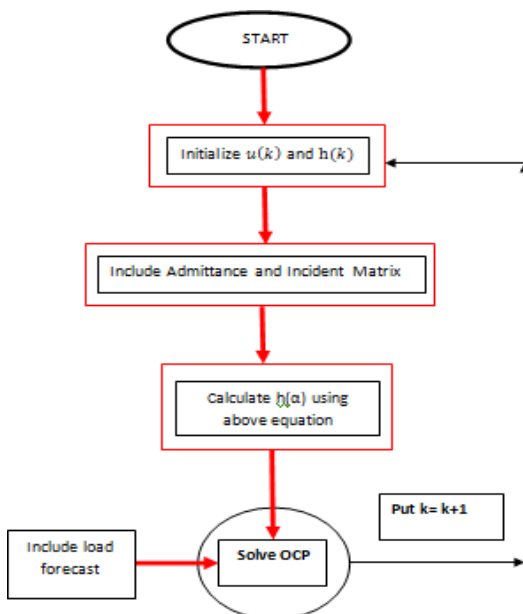 START
Initialize u(k) and h(k)
Include Admittance and Incident Matrix
Calculate h(α) using
above equation
Put k= k+1
Include load
forecast
Solve OCP